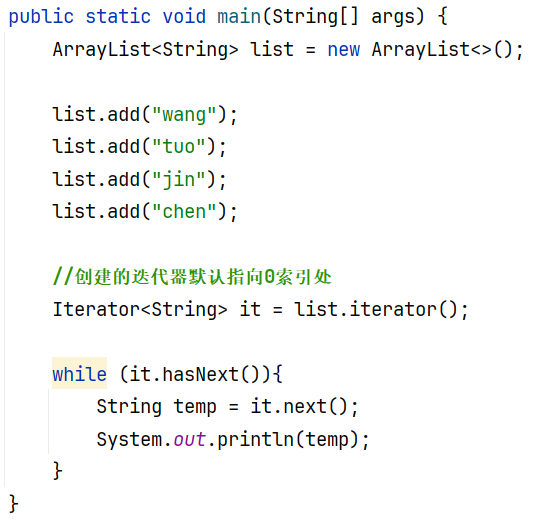 public static void main(String[] args) {
    ArrayList<String> list = new ArrayList<>();
    list.add("wang");
    list.add("tuo");
    list.add("jin");
    list.add("chen");
    //创建的迭代器默认指向0索引处
    Iterator<String> it = list.iterator();
    while (it.hasNext()){
        String temp = it.next();
        System.out.println(temp);
    }
}